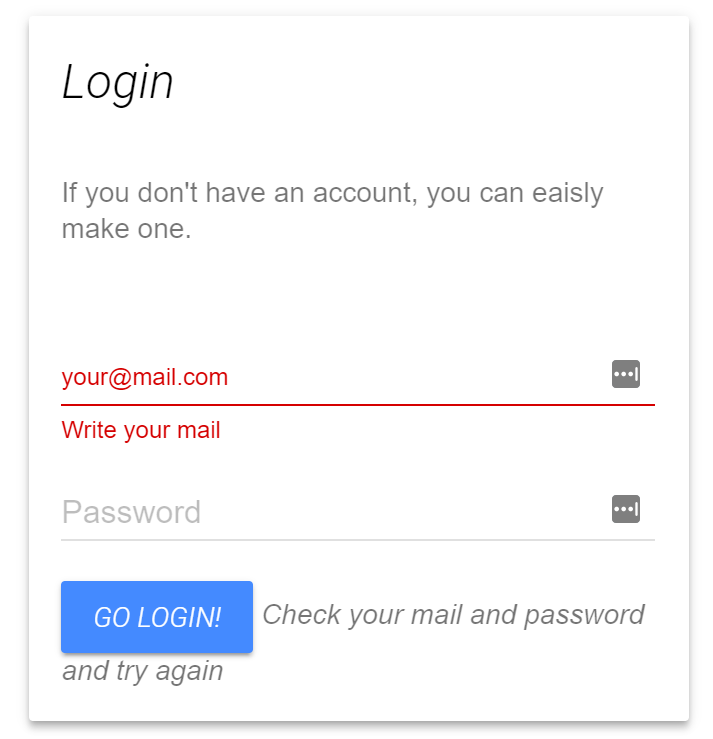 Login
If you don't have an account, you can eaisly
make one.
your@mail.com
Write your mail
Password
GO LOGIN! Check your mail and password
and try again